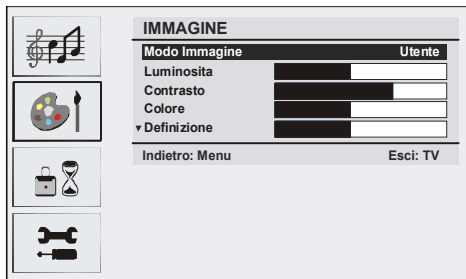 IMMAGINE
Modo Immagine Utente
Luminosita
Contrasto
Colore
▼Definizione
Indietro: Menu Esci: TV